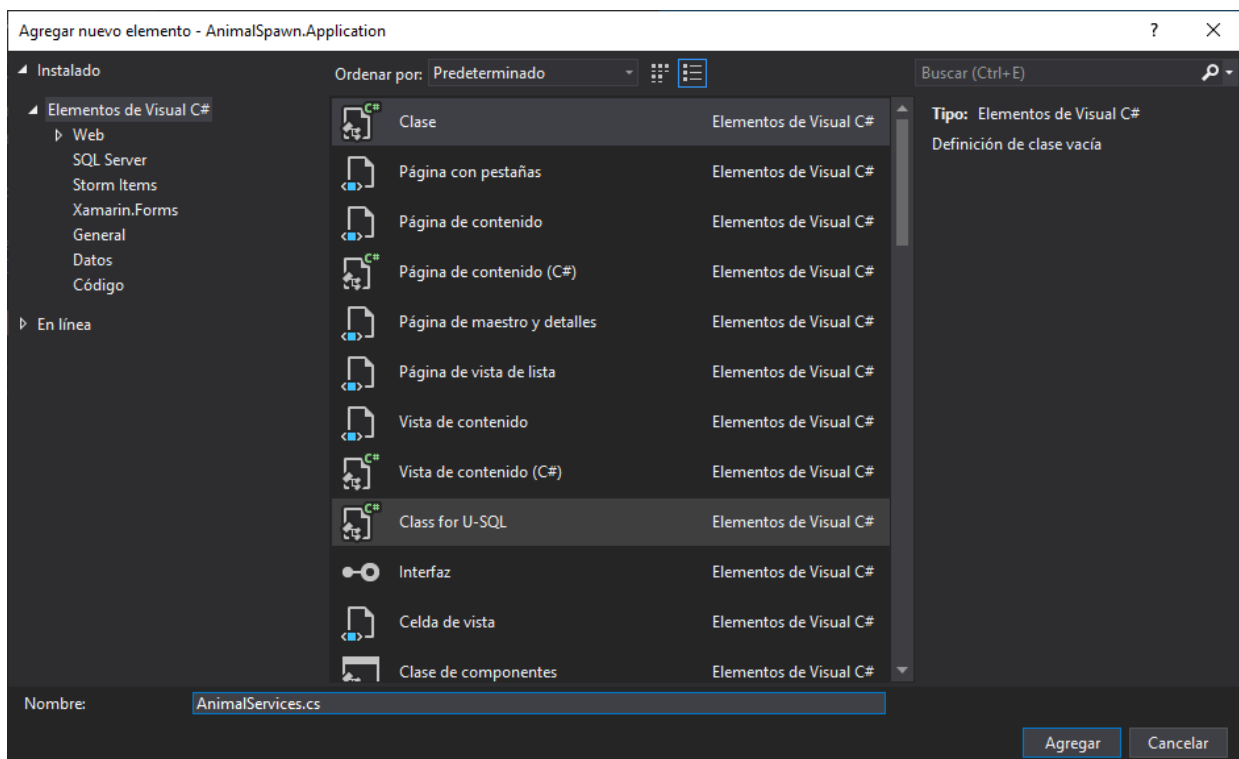 Agregar nuevo elemento - AnimalSpawn.Application
?
Instalado
Elementos de Visual C#
Web
SQL Server
Storm Items
Xamarin.Forms
General
Datos
Código
En línea
Ordenar por: Predeterminado
C# Clase Elementos de Visual C#
Página con pestañas Elementos de Visual C#
Página de contenido Elementos de Visual C#
C# Página de contenido (C#) Elementos de Visual C#
Página de maestro y detalles Elementos de Visual C#
Página de vista de lista Elementos de Visual C#
Vista de contenido Elementos de Visual C#
C# Vista de contenido (C#) Elementos de Visual C#
C# Class for U-SQL Elementos de Visual C#
Interfaz Elementos de Visual C#
Celda de vista Elementos de Visual C#
Clase de componentes Elementos de Visual C#
Buscar (Ctrl+E)
Tipo: Elementos de Visual C#
Definición de clase vacía
Nombre: AnimalServices.cs
Agregar Cancelar